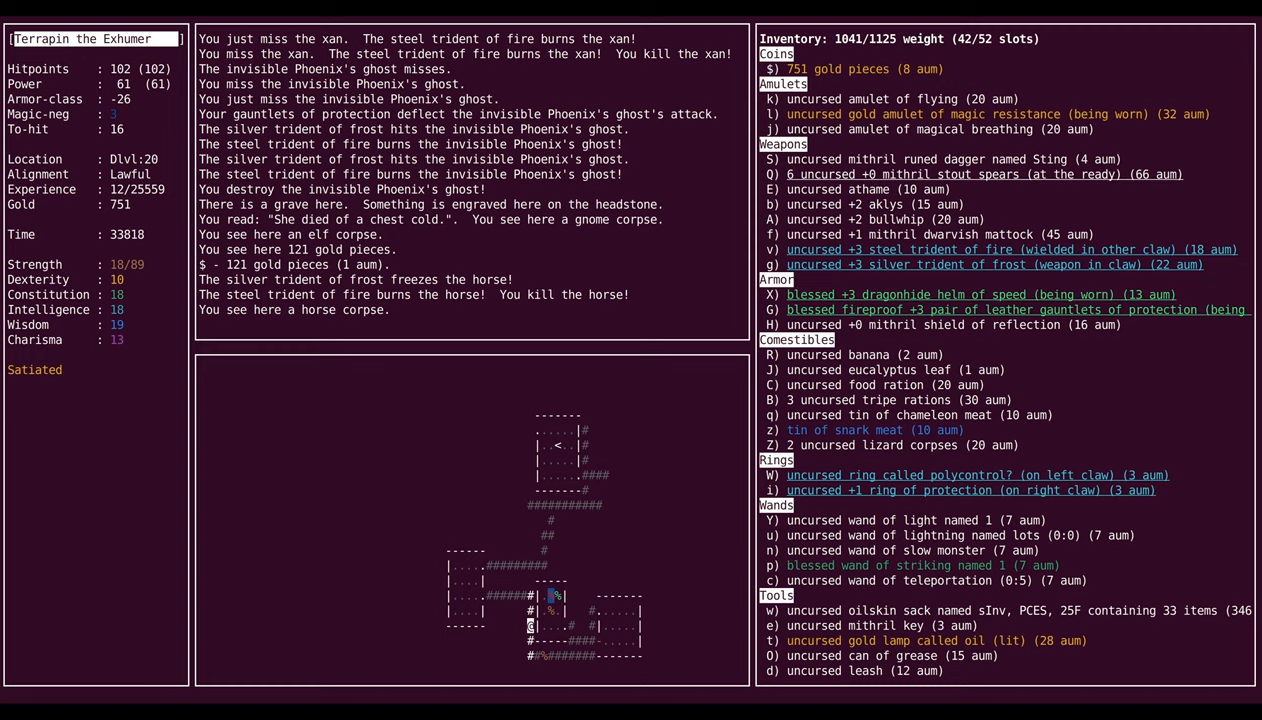 [Terrapin the Exhumer ]
Hitpoints : 102 (102)
Power : 61 (61)
Armor-class : -26
Magic-neg : 3
To-hit : 16
Location : Dlvl:20
Alignment : Lawful
Experience : 12/25559
Gold : 751
Time : 33818
Strength : 18/89
Dexterity : 10
Constitution : 18
Intelligence : 18
Wisdom : 19
Charisma : 13
Satiated
You just miss the xan. The steel trident of fire burns the xan!
You miss the xan. The steel trident of fire burns the xan! You kill the xan!
The invisible Phoenix's ghost misses.
You miss the invisible Phoenix's ghost.
You just miss the invisible Phoenix's ghost.
Your gauntlets of protection deflect the invisible Phoenix's ghost's attack.
The silver trident of frost hits the invisible Phoenix's ghost.
The steel trident of fire burns the invisible Phoenix's ghost!
The silver trident of frost hits the invisible Phoenix's ghost.
The steel trident of fire burns the invisible Phoenix's ghost!
You destroy the invisible Phoenix's ghost!
There is a grave here. Something is engraved here on the headstone.
You read: "She died of a chest cold.". You see here a gnome corpse.
You see here an elf corpse.
You see here 121 gold pieces.
$ - 121 gold pieces (1 aum).
The silver trident of frost freezes the horse!
The steel trident of fire burns the horse! You kill the horse!
You see here a horse corpse.
-------
.....|#
|..<..|#
|.....|#
|......####
-------#
###########
#
##
------ #
|.....#########
|....| -----
|.....#######|. %| -------
|....| #|.%.| #.....|
------ @|....# #|.....|
#-----####-.....|
##%#######-------
Inventory: 1041/1125 weight (42/52 slots)
Coins
$) 751 gold pieces (8 aum)
Amulets
k) uncursed amulet of flying (20 aum)
l) uncursed gold amulet of magic resistance (being worn) (32 aum)
j) uncursed amulet of magical breathing (20 aum)
Weapons
S) uncursed mithril runed dagger named Sting (4 aum)
Q) 6 uncursed +0 mithril stout spears (at the ready) (66 aum)
E) uncursed athame (10 aum)
b) uncursed +2 aklys (15 aum)
A) uncursed +2 bullwhip (20 aum)
f) uncursed +1 mithril dwarvish mattock (45 aum)
v) uncursed +3 steel trident of fire (wielded in other claw) (18 aum)
g) uncursed +3 silver trident of frost (weapon in claw) (22 aum)
Armor
X) blessed +3 dragonhide helm of speed (being worn) (13 aum)
G) blessed fireproof +3 pair of leather gauntlets of protection (being
H) uncursed +0 mithril shield of reflection (16 aum)
Comestibles
R) uncursed banana (2 aum)
J) uncursed eucalyptus leaf (1 aum)
C) uncursed food ration (20 aum)
B) 3 uncursed tripe rations (30 aum)
q) uncursed tin of chameleon meat (10 aum)
z) tin of snark meat (10 aum)
Z) 2 uncursed lizard corpses (20 aum)
Rings
W) uncursed ring called polycontrol? (on left claw) (3 aum)
i) uncursed +1 ring of protection (on right claw) (3 aum)
Wands
Y) uncursed wand of light named 1 (7 aum)
u) uncursed wand of lightning named lots (0:0) (7 aum)
n) uncursed wand of slow monster (7 aum)
p) blessed wand of striking named 1 (7 aum)
c) uncursed wand of teleportation (0:5) (7 aum)
Tools
w) uncursed oilskin sack named sInv, PCES, 25F containing 33 items (346
e) uncursed mithril key (3 aum)
t) uncursed gold lamp called oil (lit) (28 aum)
O) uncursed can of grease (15 aum)
d) uncursed leash (12 aum)